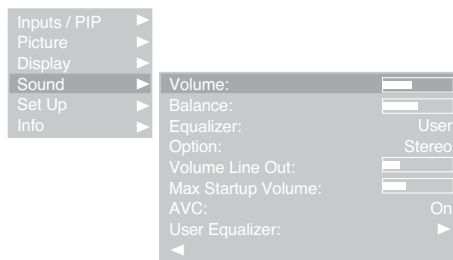 Inputs / PIP
Picture
Display
Sound
Set Up
Info
Volume:
Balance:
Equalizer: User
Option: Stereo
Volume Line Out:
Max Startup Volume:
AVC: On
User Equalizer: